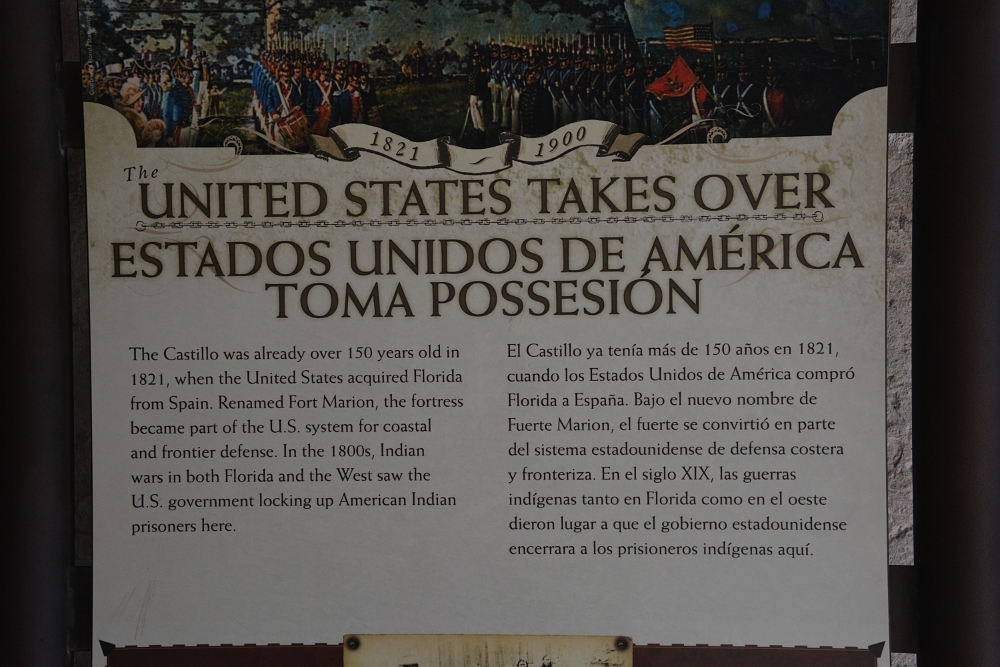 1821 1900
The
UNITED STATES TAKES OVER
ESTADOS UNIDOS DE AMÉRICA
TOMA POSSESIÓN
The Castillo was already over 150 years old in
1821, when the United States acquired Florida
from Spain. Renamed Fort Marion, the fortress
became part of the U.S. system for coastal
and frontier defense. In the 1800s, Indian
wars in both Florida and the West saw the
U.S. government locking up American Indian
prisoners here.
El Castillo ya tenía más de 150 años en 1821,
cuando los Estados Unidos de América compró
Florida a España. Bajo el nuevo nombre de
Fuerte Marion, el fuerte se convirtió en parte
del sistema estadounidense de defensa costera
y fronteriza. En el siglo XIX, las guerras
indígenas tanto en Florida como en el oeste
dieron lugar a que el gobierno estadounidense
encerrara a los prisioneros indígenas aquí.